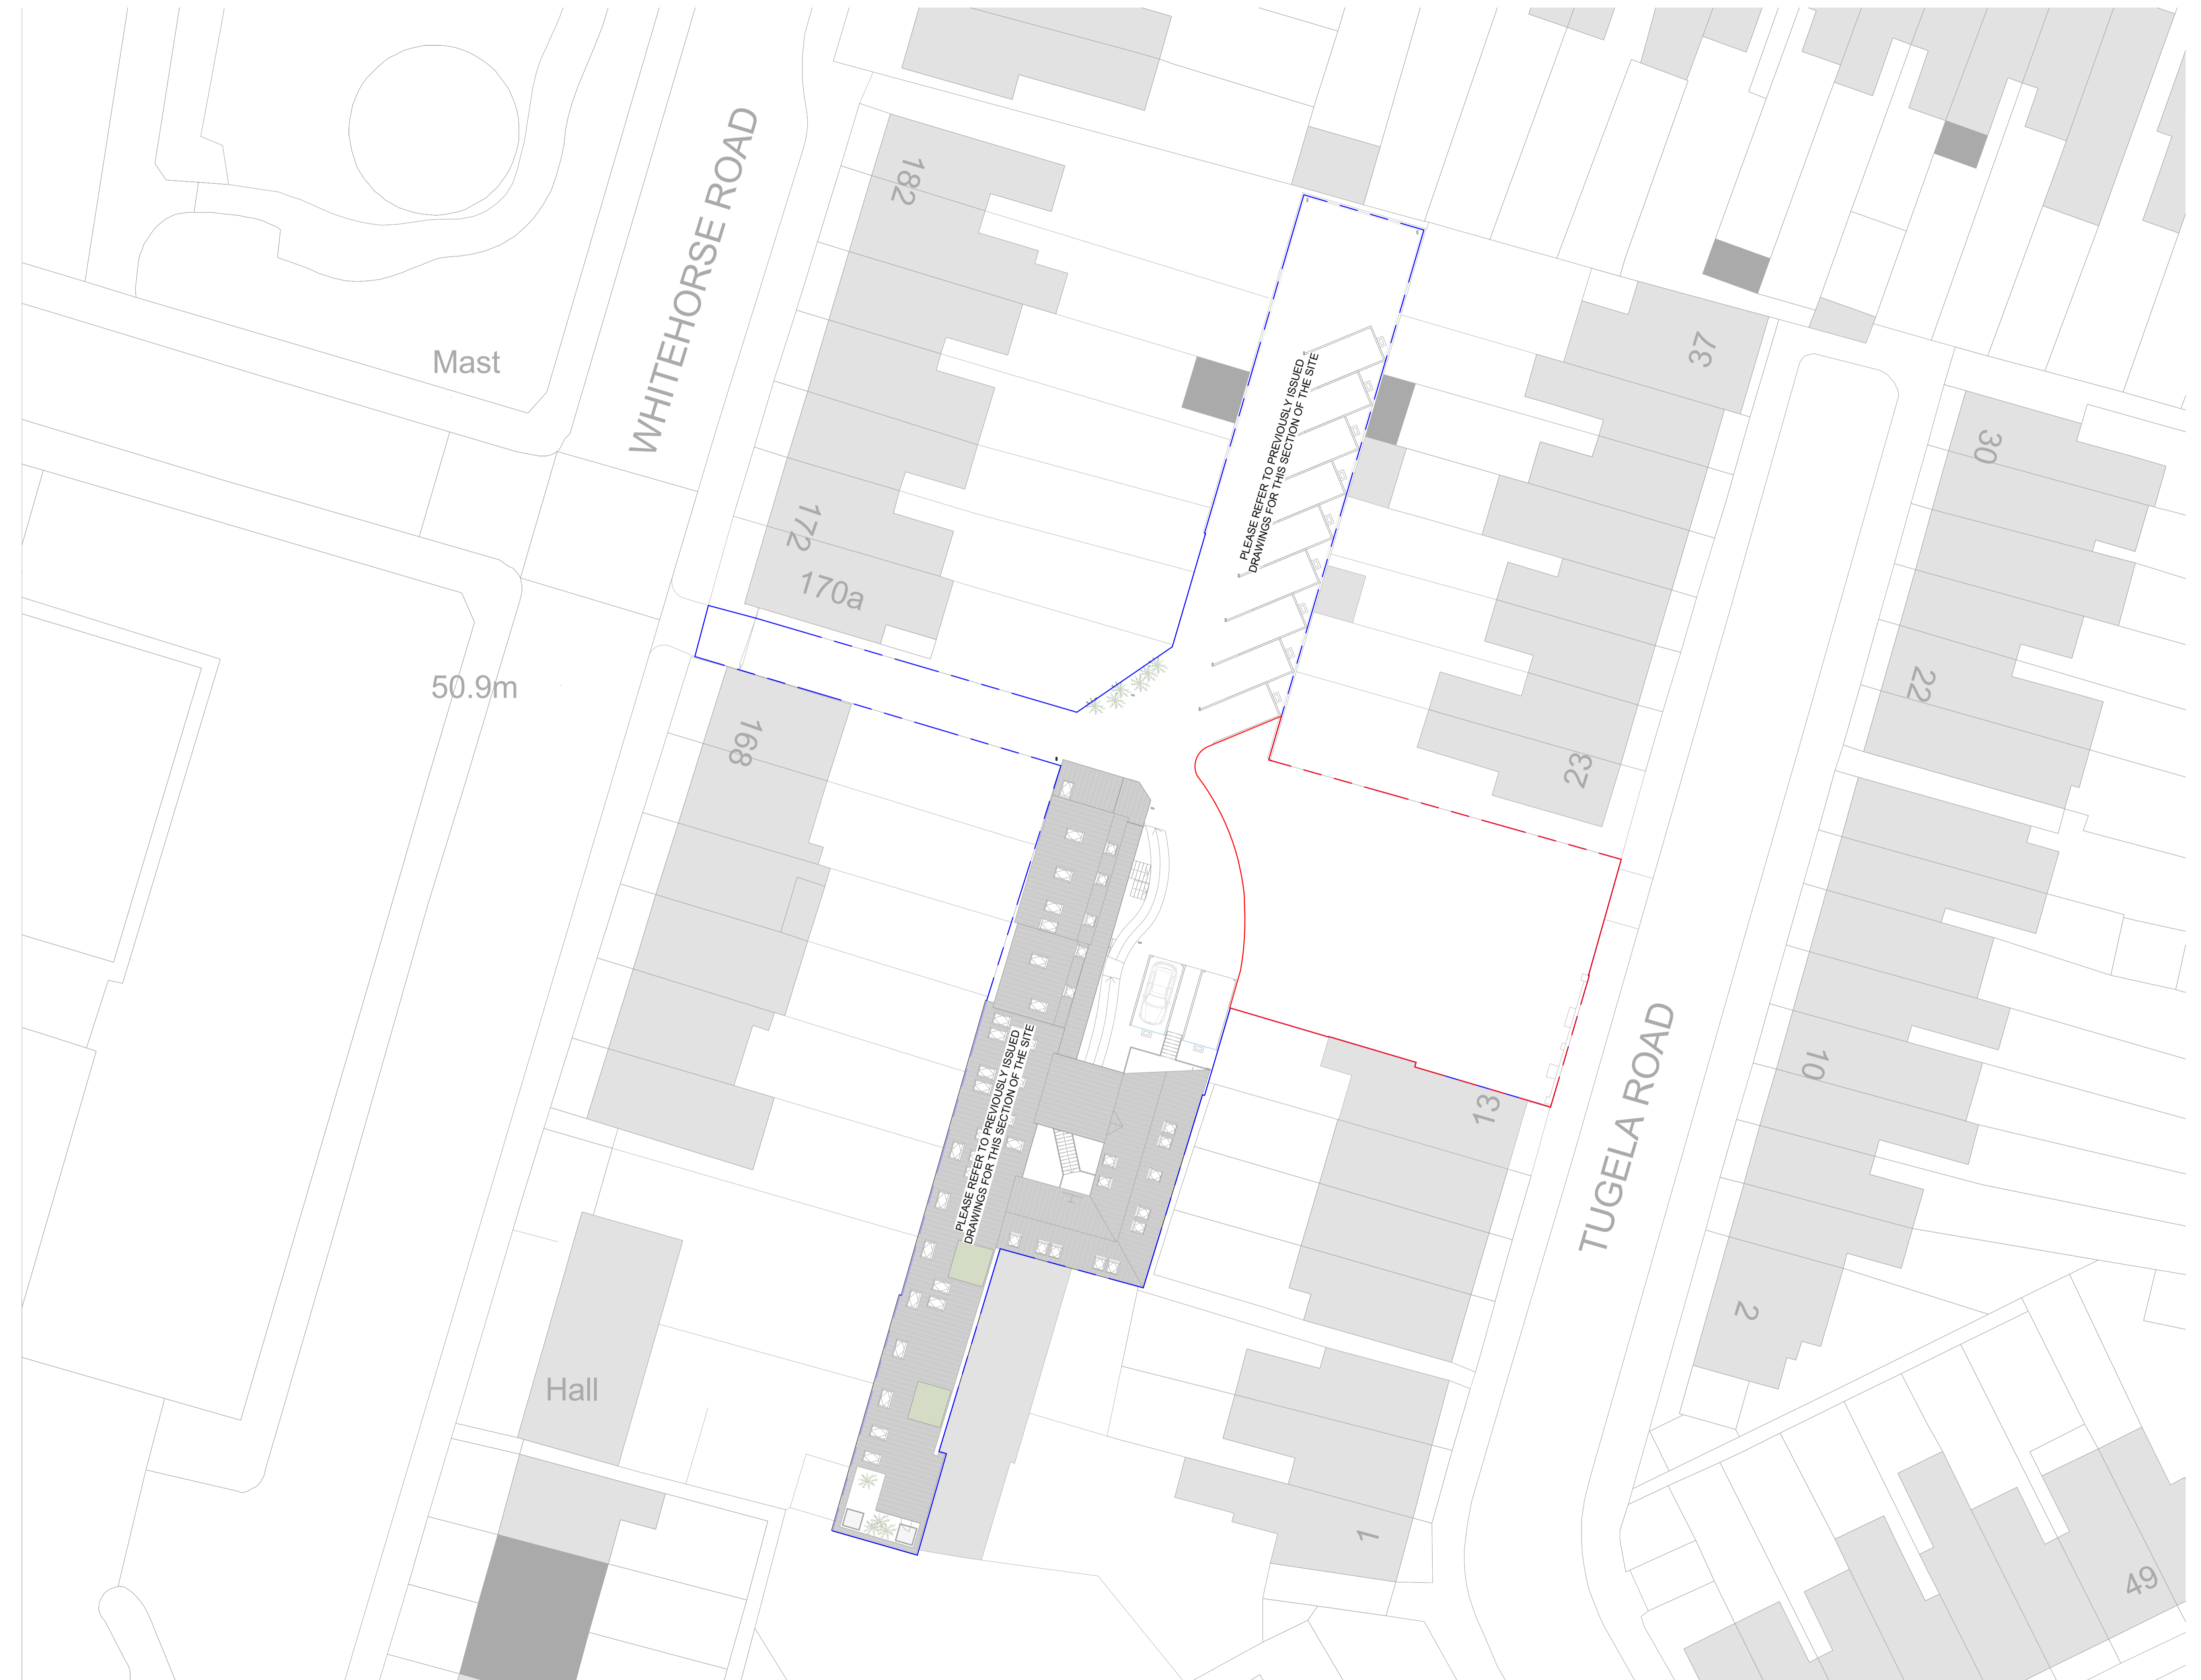 WHITEHORSE ROAD
182
Mast
37
30
PLEASE REFER TO PREVIOUSLY ISSUED
DRAWINGS FOR THIS SECTION OF THE SITE
172
170a
50.9m
22
168
23
TUGELA ROAD
10
13
PLEASE REFER TO PREVIOUSLY ISSUED
DRAWINGS FOR THIS SECTION OF THE SITE
2
Hall
1
49